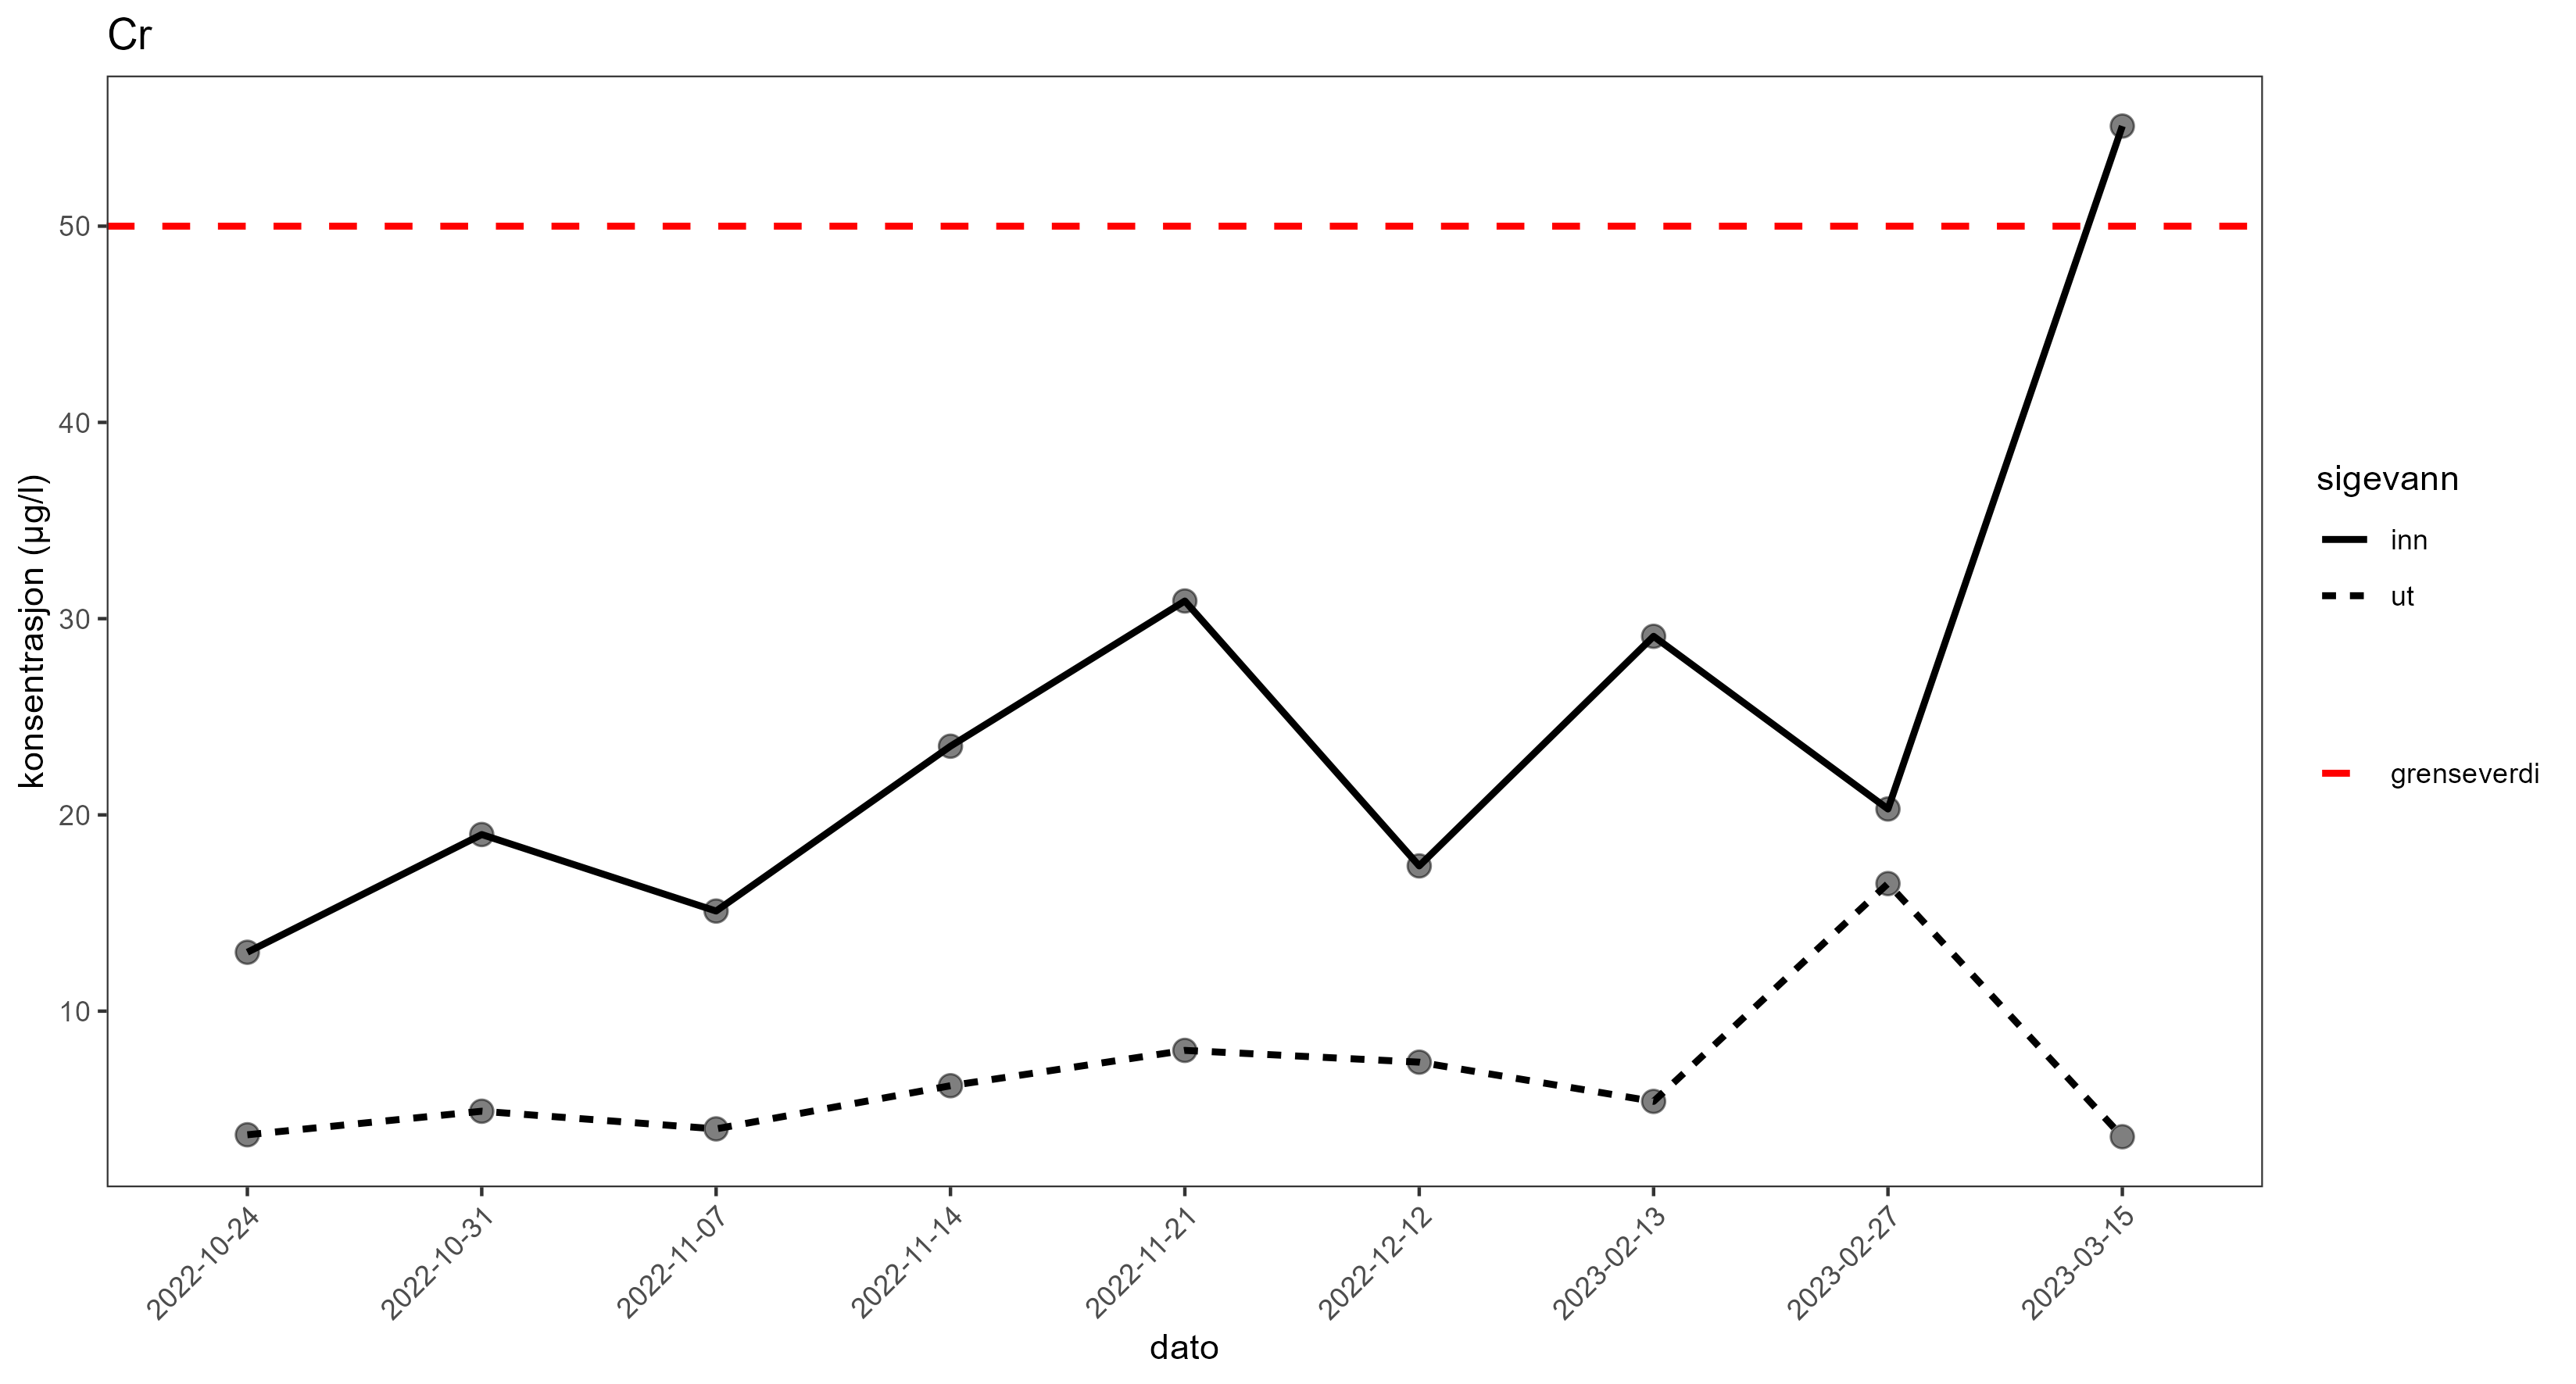 Cr
konsentrasjon (µg/l)
50
40
30
20
10
2022-10-24
2022-10-31
2022-11-07
2022-11-14
2022-11-21
2022-12-12
2023-02-13
2023-02-27
2023-03-15
dato
sigevann
inn
ut
grenseverdi